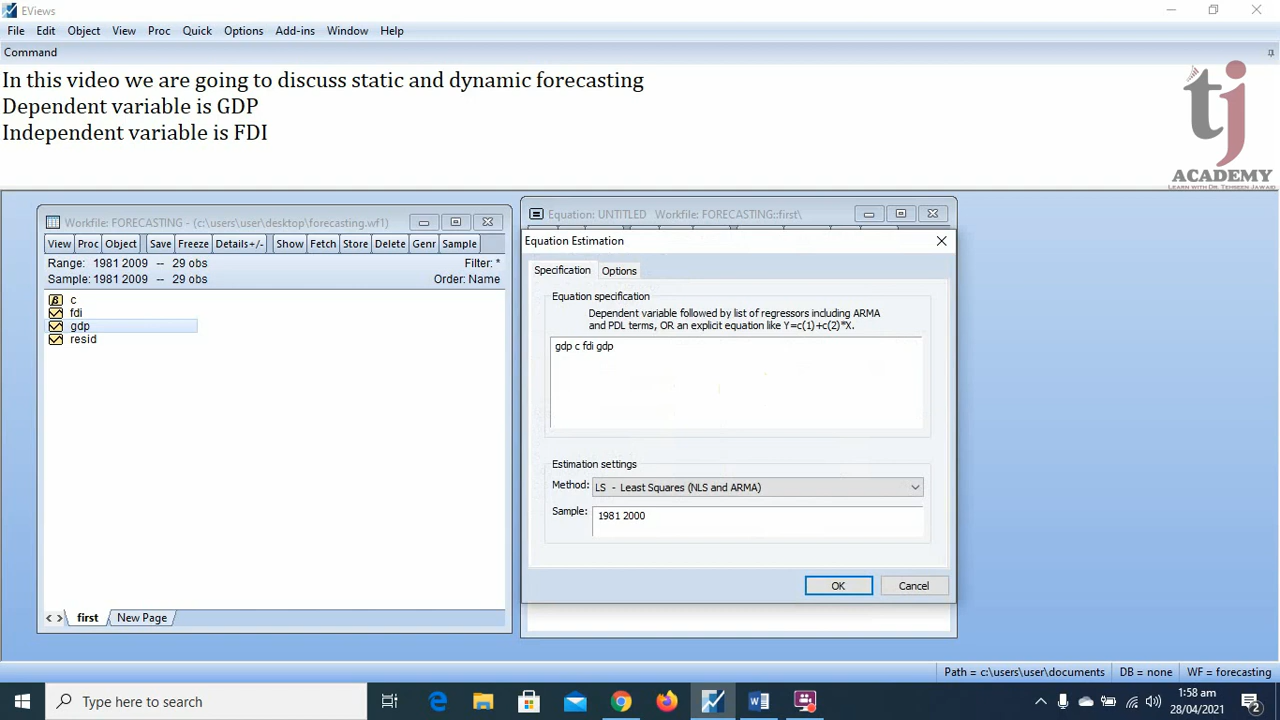 EViews
File Edit Object View Proc Quick Options Add-ins Window Help
Command
In this video we are going to discuss static and dynamic forecasting
Dependent variable is GDP
Independent variable is FDI
tj
ACADEMY
LEARN WITH DR. TEHSEEN JAWAID
Workfile: FORECASTING - (c:\users\user\desktop\forecasting.wf1)
View Proc Object Save Freeze Details+/- Show Fetch Store Delete Genr Sample
Range: 1981 2009 -- 29 obs Filter: *
Sample: 1981 2009 -- 29 obs Order: Name
c
fdi
gdp
resid
first New Page
Equation: UNTITLED Workfile: FORECASTING::first\
Equation Estimation
Specification Options
Equation specification
Dependent variable followed by list of regressors including ARMA
and PDL terms, OR an explicit equation like Y=c(1)+c(2)*X.
gdp c fdi gdp
Estimation settings
Method: LS - Least Squares (NLS and ARMA)
Sample: 1981 2000
OK Cancel
Path = c:\users\user\documents DB = none WF = forecasting
Type here to search
1:58 am
28/04/2021
2